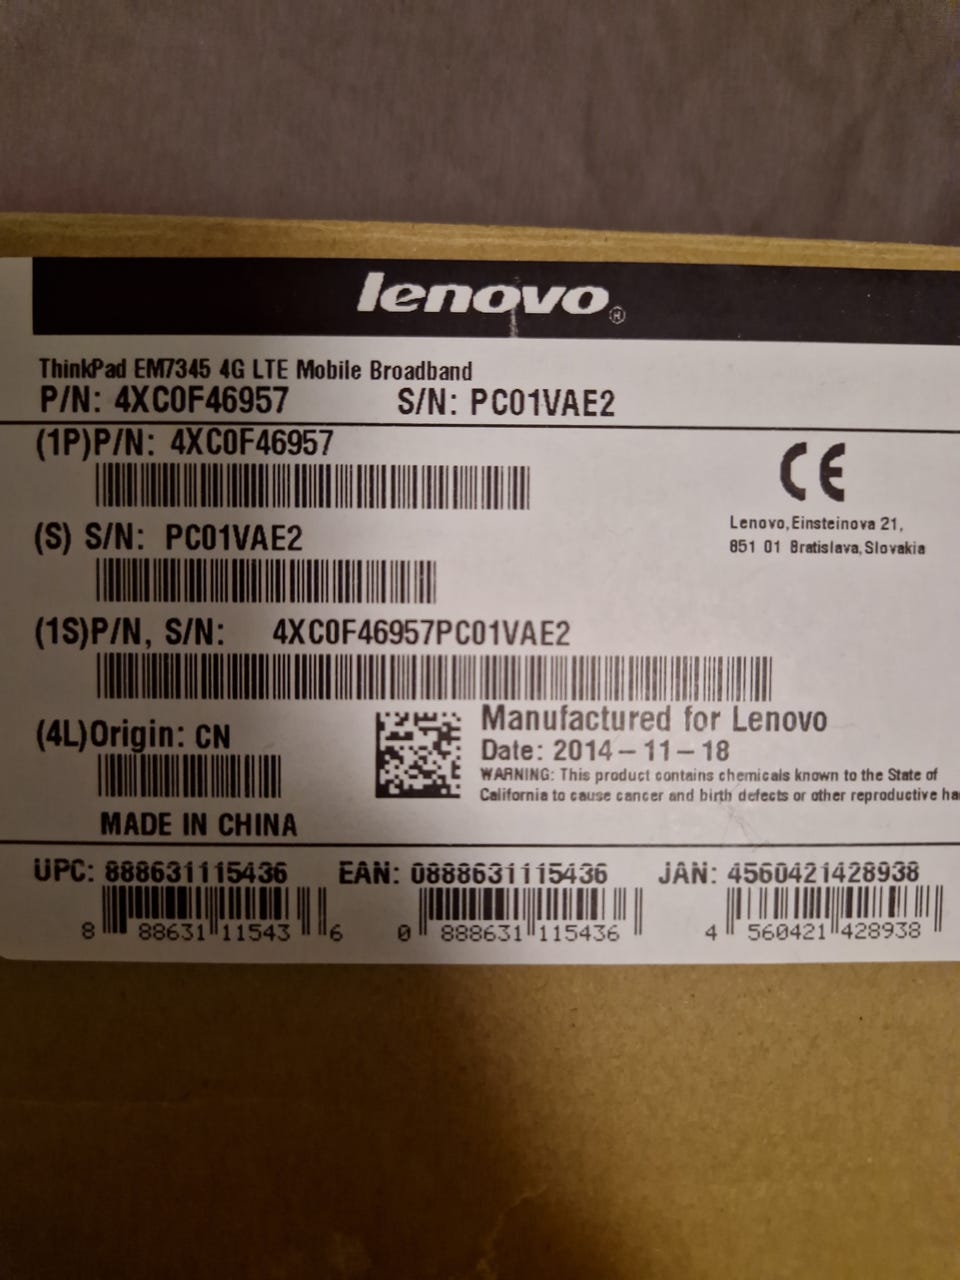 lenovo®
ThinkPad EM7345 4G LTE Mobile Broadband
P/N: 4XC0F46957 S/N: PC01VAE2
(1P)P/N: 4XC0F46957
CE
Lenovo,Einsteinova 21,
851 01 Bratislava,Slovakia
(S) S/N: PC01VAE2
(1S)P/N, S/N: 4XC0F46957PC01VAE2
(4L)Origin: CN
MADE IN CHINA
Manufactured for Lenovo
Date: 2014-11-18
WARNING: This product contains chemicals known to the State of
California to cause cancer and birth defects or other reproductive
UPC: 888631115436 EAN: 0888631115436 JAN: 4560421428938
8 88631 11543 6 0 888631 115436 4 560421 428938